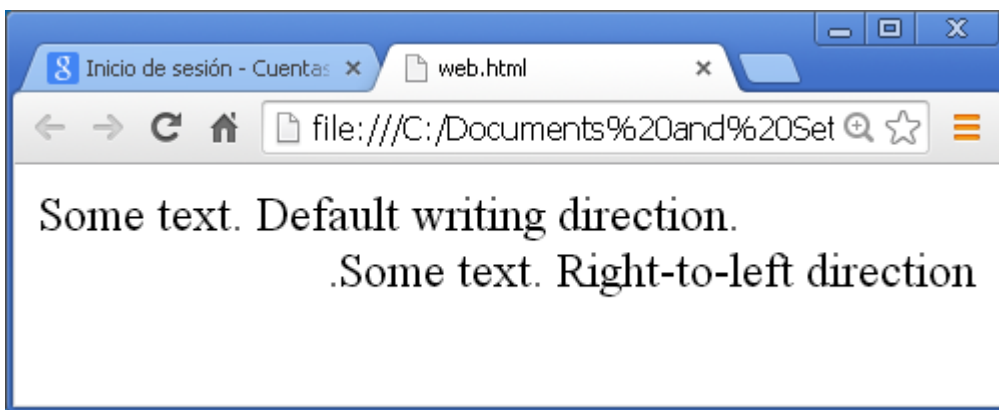 Inicio de sesión - Cuentas
web.html
file:///C:/Documents%20and%20Set
Some text. Default writing direction.
.Some text. Right-to-left direction